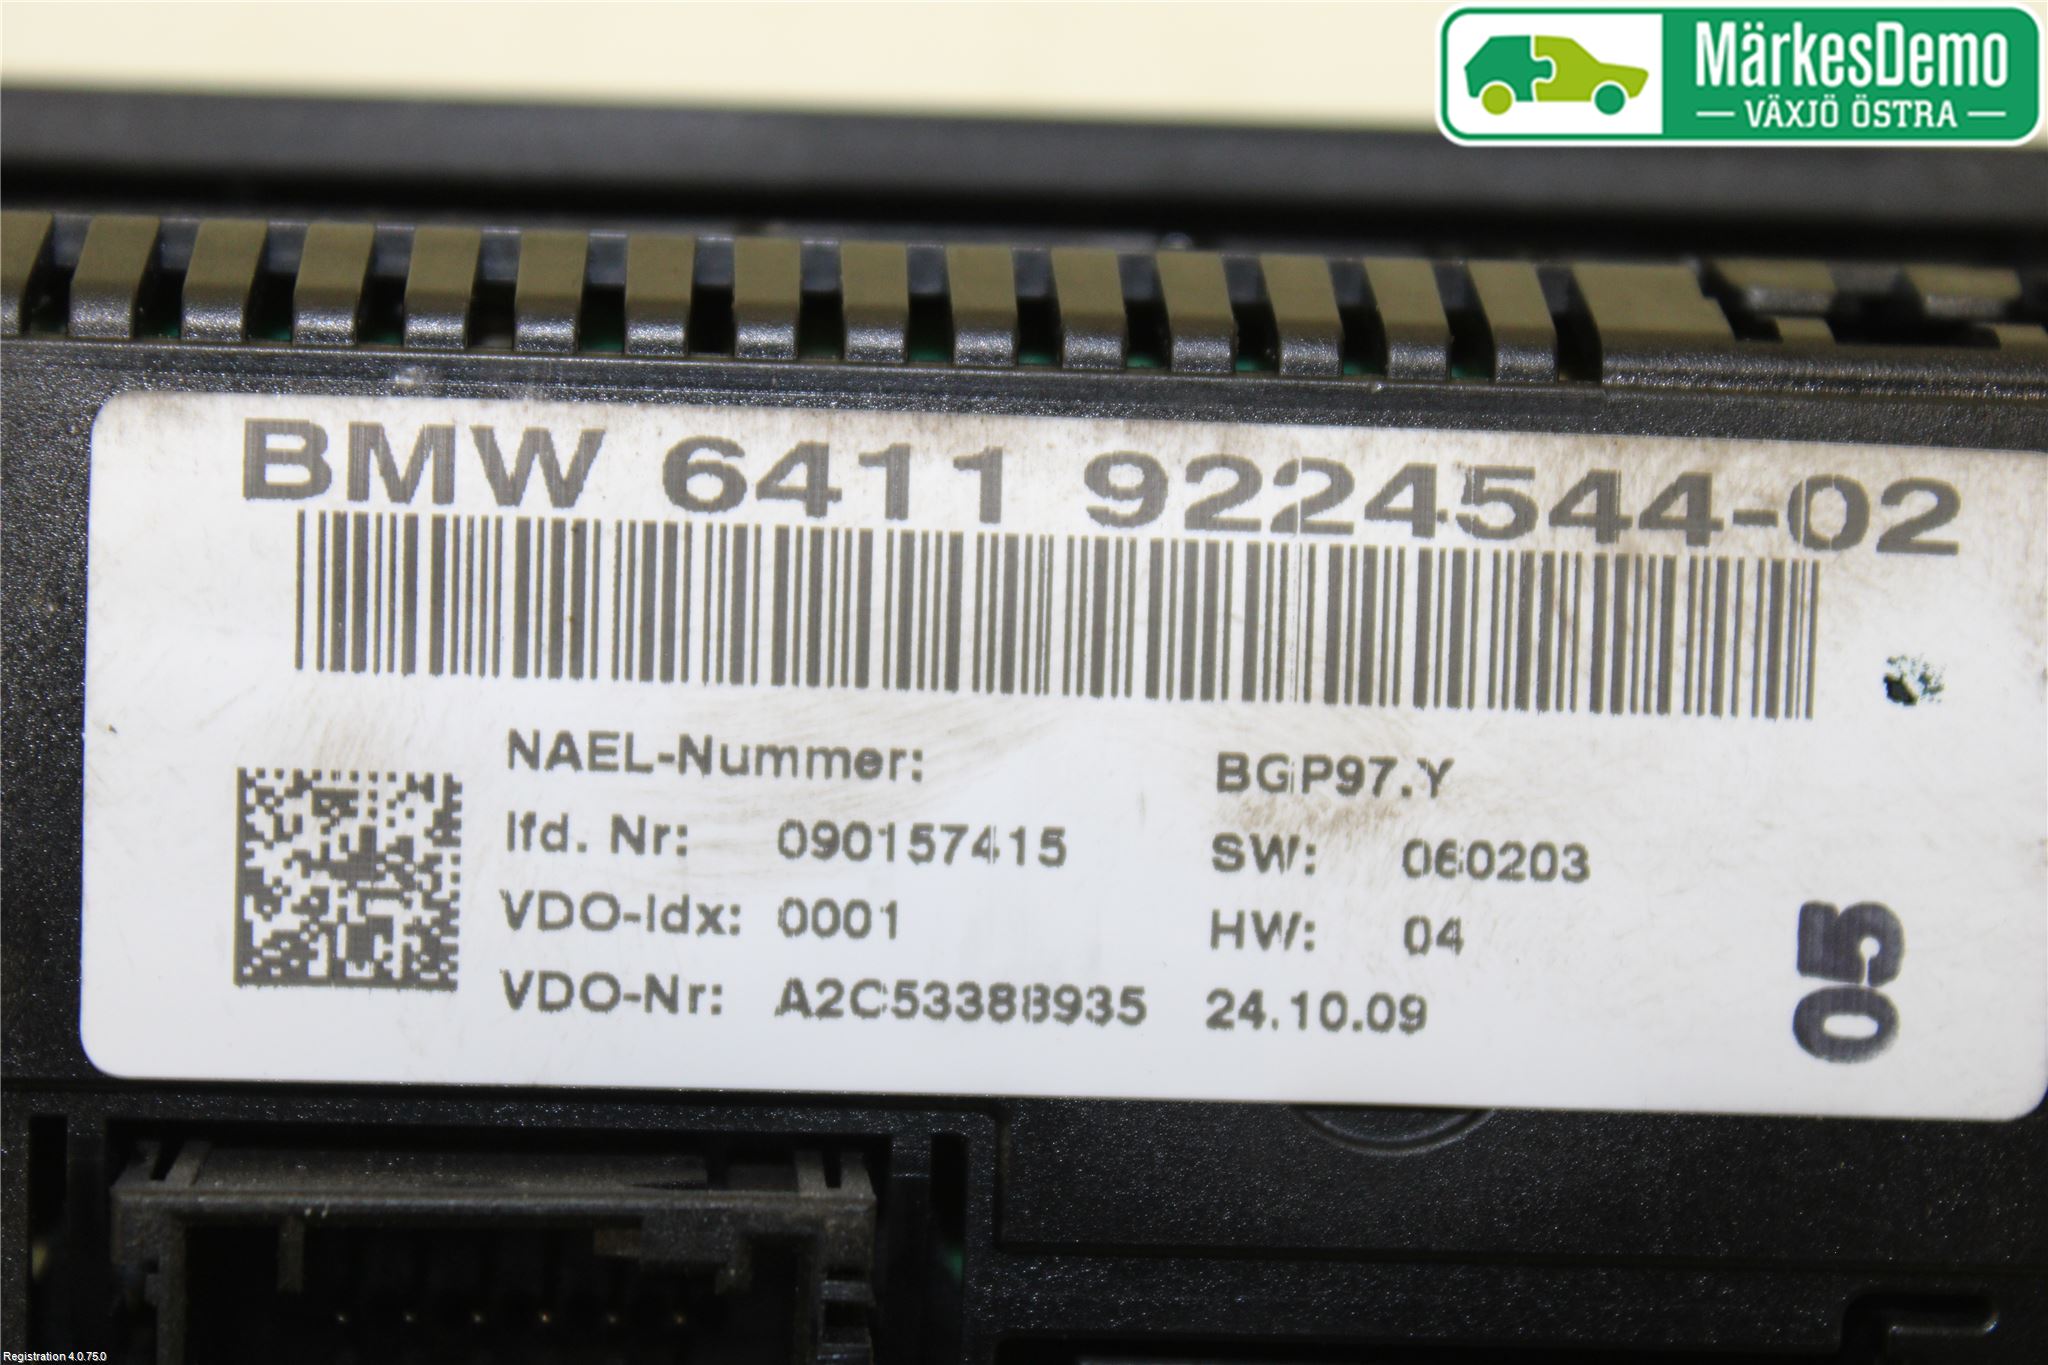 MärkesDemo
VÄXJÖ ÖSTRA
BMW 6411 9224544-02
NAEL-Nummer: BGP97.Y
lfd. Nr: 090157415 SW: 060203
VDO-Idx: 0001 HW: 04
VDO-Nr: A2C53388935 24.10.09
05
Registration 4.0.75.0